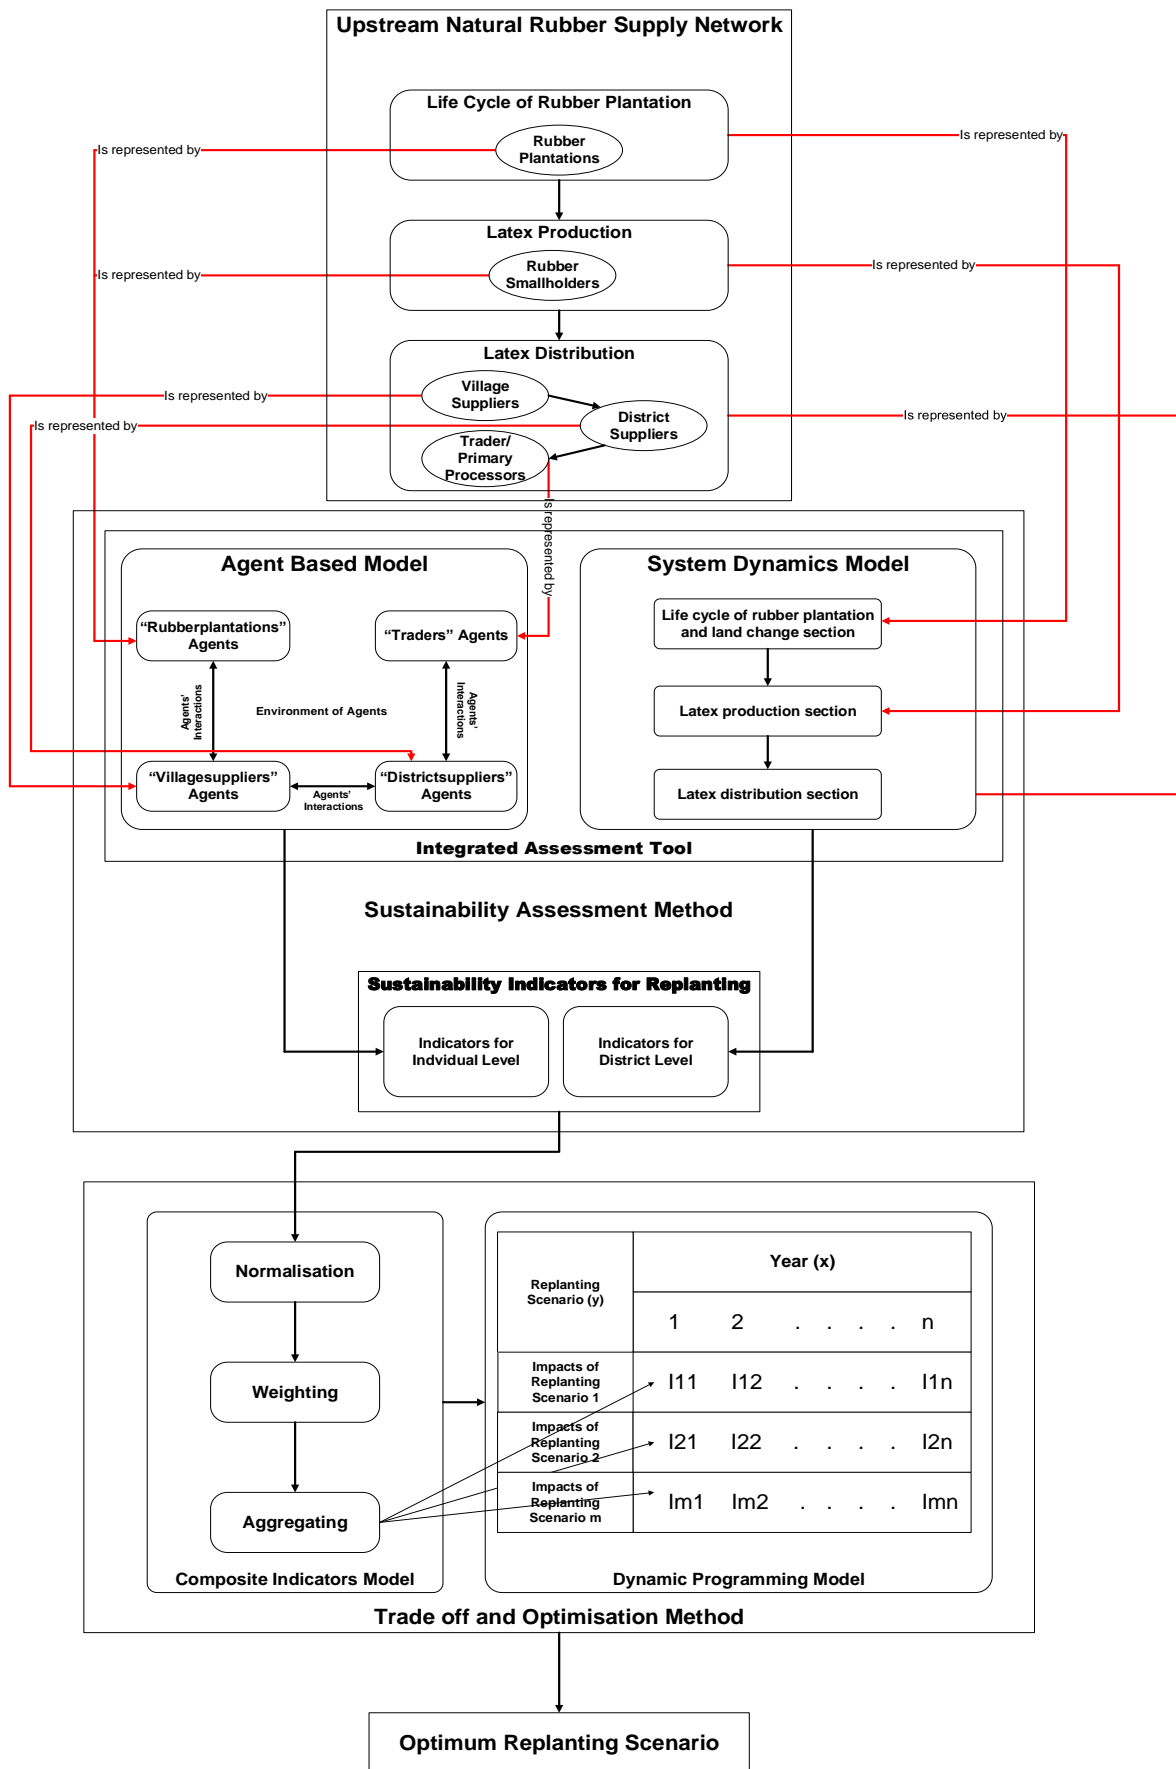 Upstream Natural Rubber Supply Network
Life Cycle of Rubber Plantation
Rubber
Plantations
Is represented by
Is represented by
Latex Production
Rubber
Smallholders
Is represented by
Is represented by
Latex Distribution
Village
Suppliers
District
Suppliers
Trader/
Primary
Processors
Is represented by
Is represented by
Is represented by
Is represented by
Agent Based Model
“Rubberplantations”
Agents
“Traders” Agents
Agents’
Interactions
Environment of Agents
Agents’
Interactions
“Villagesuppliers”
Agents
Agents’
Interactions
“Districtsuppliers”
Agents
System Dynamics Model
Life cycle of rubber plantation
and land change section
Latex production section
Latex distribution section
Integrated Assessment Tool
Sustainability Assessment Method
Sustainability Indicators for Replanting
Indicators for
Indvidual Level
Indicators for
District Level
Normalisation
Weighting
Aggregating
Composite Indicators Model
Replanting
Scenario (y)
Year (x)
1 2 . . . . n
Impacts of
Replanting
Scenario 1
I11 I12 . . . . I1n
Impacts of
Replanting
Scenario 2
I21 I22 . . . . I2n
Impacts of
Replanting
Scenario m
Im1 Im2 . . . . Imn
Dynamic Programming Model
Trade off and Optimisation Method
Optimum Replanting Scenario